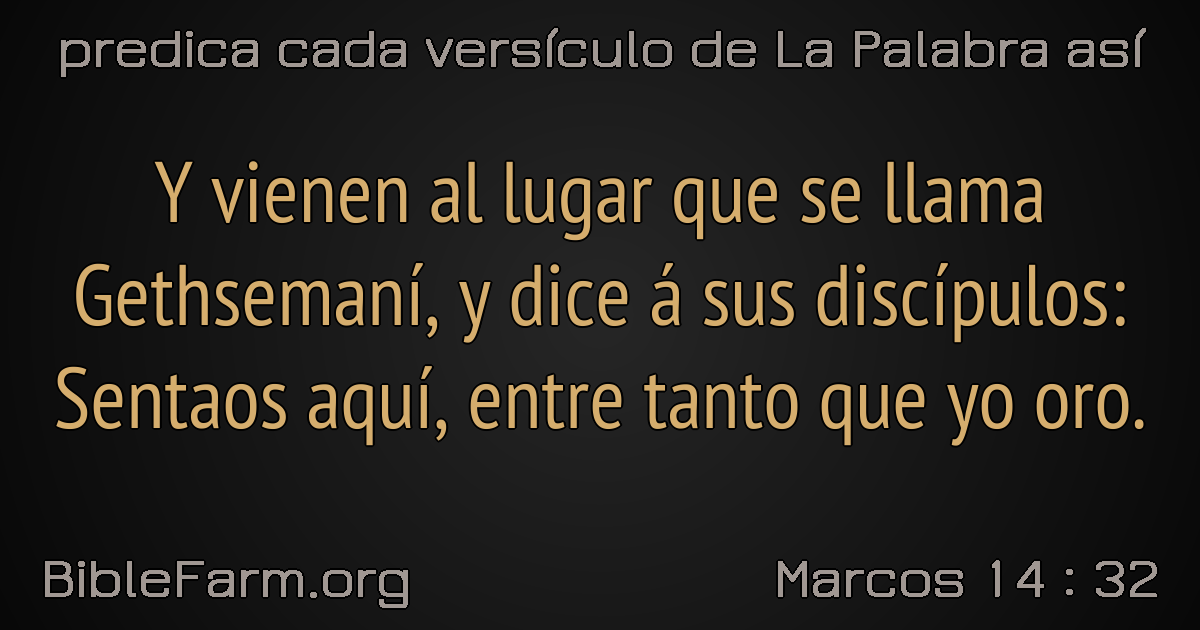 predica cada versículo de La Palabra así
Y vienen al lugar que se llama
Gethsemaní, y dice á sus discípulos:
Sentaos aquí, entre tanto que yo oro.
BibleFarm.org
Marcos 14 : 32